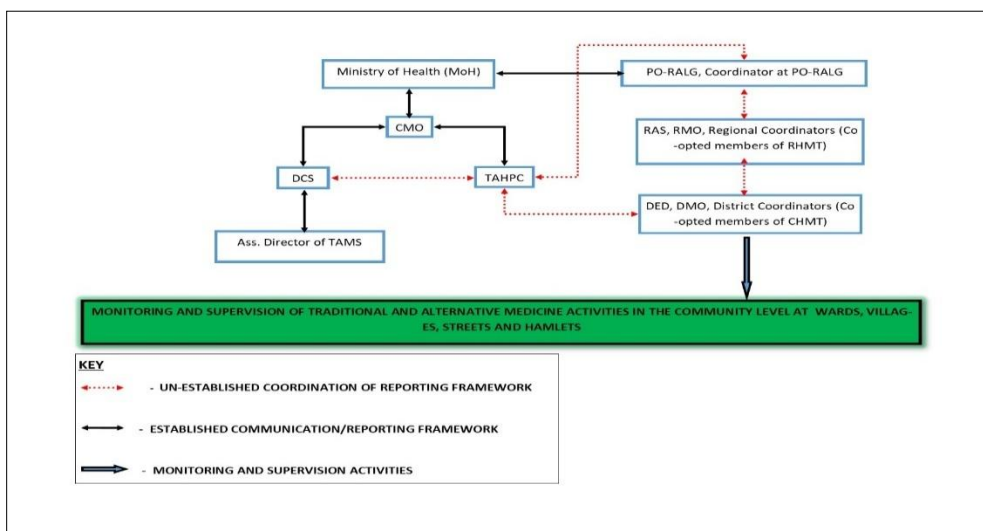 Ministry of Health (MoH)
PO-RALG, Coordinator at PO-RALG
CMO
RAS, RMO, Regional Coordinators (Co
-opted members of RHMT)
DCS
TAHPC
DED, DMO, District Coordinators (Co
-opted members of CHMT)
Ass. Director of TAMS
MONITORING AND SUPERVISION OF TRADITIONAL AND ALTERNATIVE MEDICINE ACTIVITIES IN THE COMMUNITY LEVEL AT WARDS, VILLAG-
ES, STREETS AND HAMLETS
KEY
- UN-ESTABLISHED COORDINATION OF REPORTING FRAMEWORK
- ESTABLISHED COMMUNICATION/REPORTING FRAMEWORK
- MONITORING AND SUPERVISION ACTIVITIES